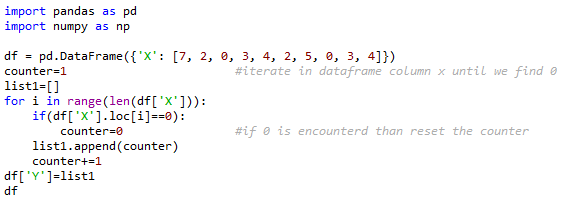 import pandas as pd
import numpy as np

df = pd.DataFrame({'X': [7, 2, 0, 3, 4, 2, 5, 0, 3, 4]})
counter=1                        #iterate in dataframe column x until we find 0
list1=[]
for i in range(len(df['X'])):
    if(df['X'].loc[i]==0):
        counter=0                #if 0 is encounterd than reset the counter
    list1.append(counter)
    counter+=1
df['Y']=list1
df